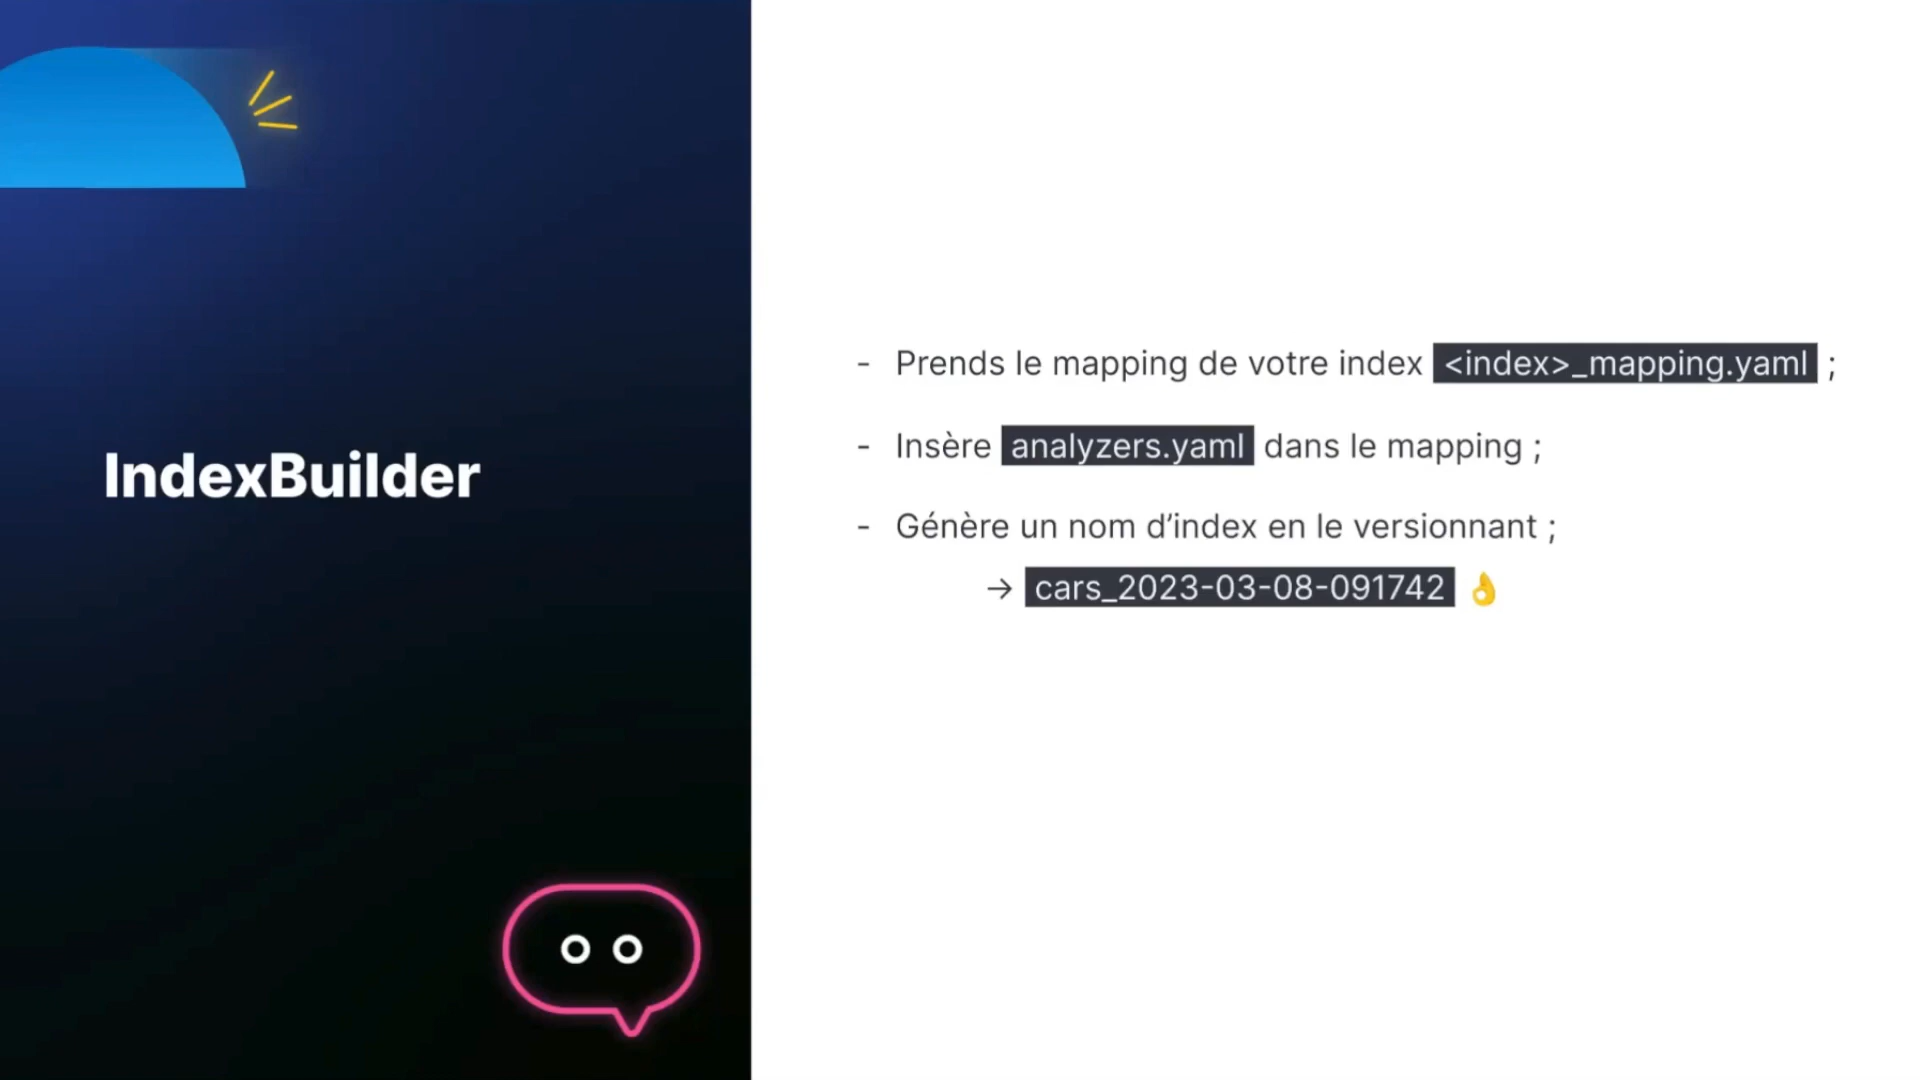 IndexBuilder
- Prends le mapping de votre index <index>_mapping.yaml ;
- Insère analyzers.yaml dans le mapping ;
- Génère un nom d’index en le versionnant ;
→ cars_2023-03-08-091742 👌